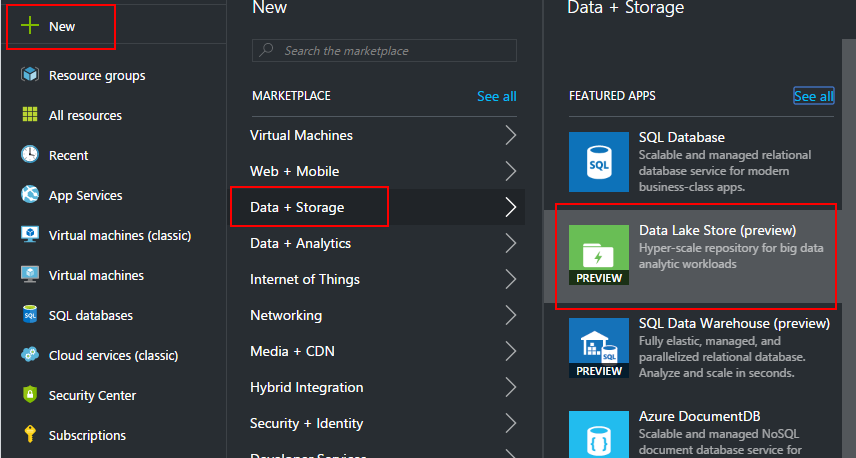 New
Resource groups
All resources
Recent
App Services
Virtual machines (classic)
Virtual machines
SQL databases
Cloud services (classic)
Security Center
Subscriptions
New
Search the marketplace
MARKETPLACE
See all
Virtual Machines
Web + Mobile
Data + Storage
Data + Analytics
Internet of Things
Networking
Media + CDN
Hybrid Integration
Security + Identity
Developer Services
Data + Storage
FEATURED APPS
See all
SQL
SQL Database
Scalable and managed relational
database service for modern
business-class apps.
PREVIEW
Data Lake Store (preview)
Hyper-scale repository for big data
analytic workloads
SQL
PREVIEW
SQL Data Warehouse (preview)
Fully elastic, managed, and
parallelized relational database.
Analyze and scale in seconds.
Azure DocumentDB
Scalable and managed NoSQL
document database service for